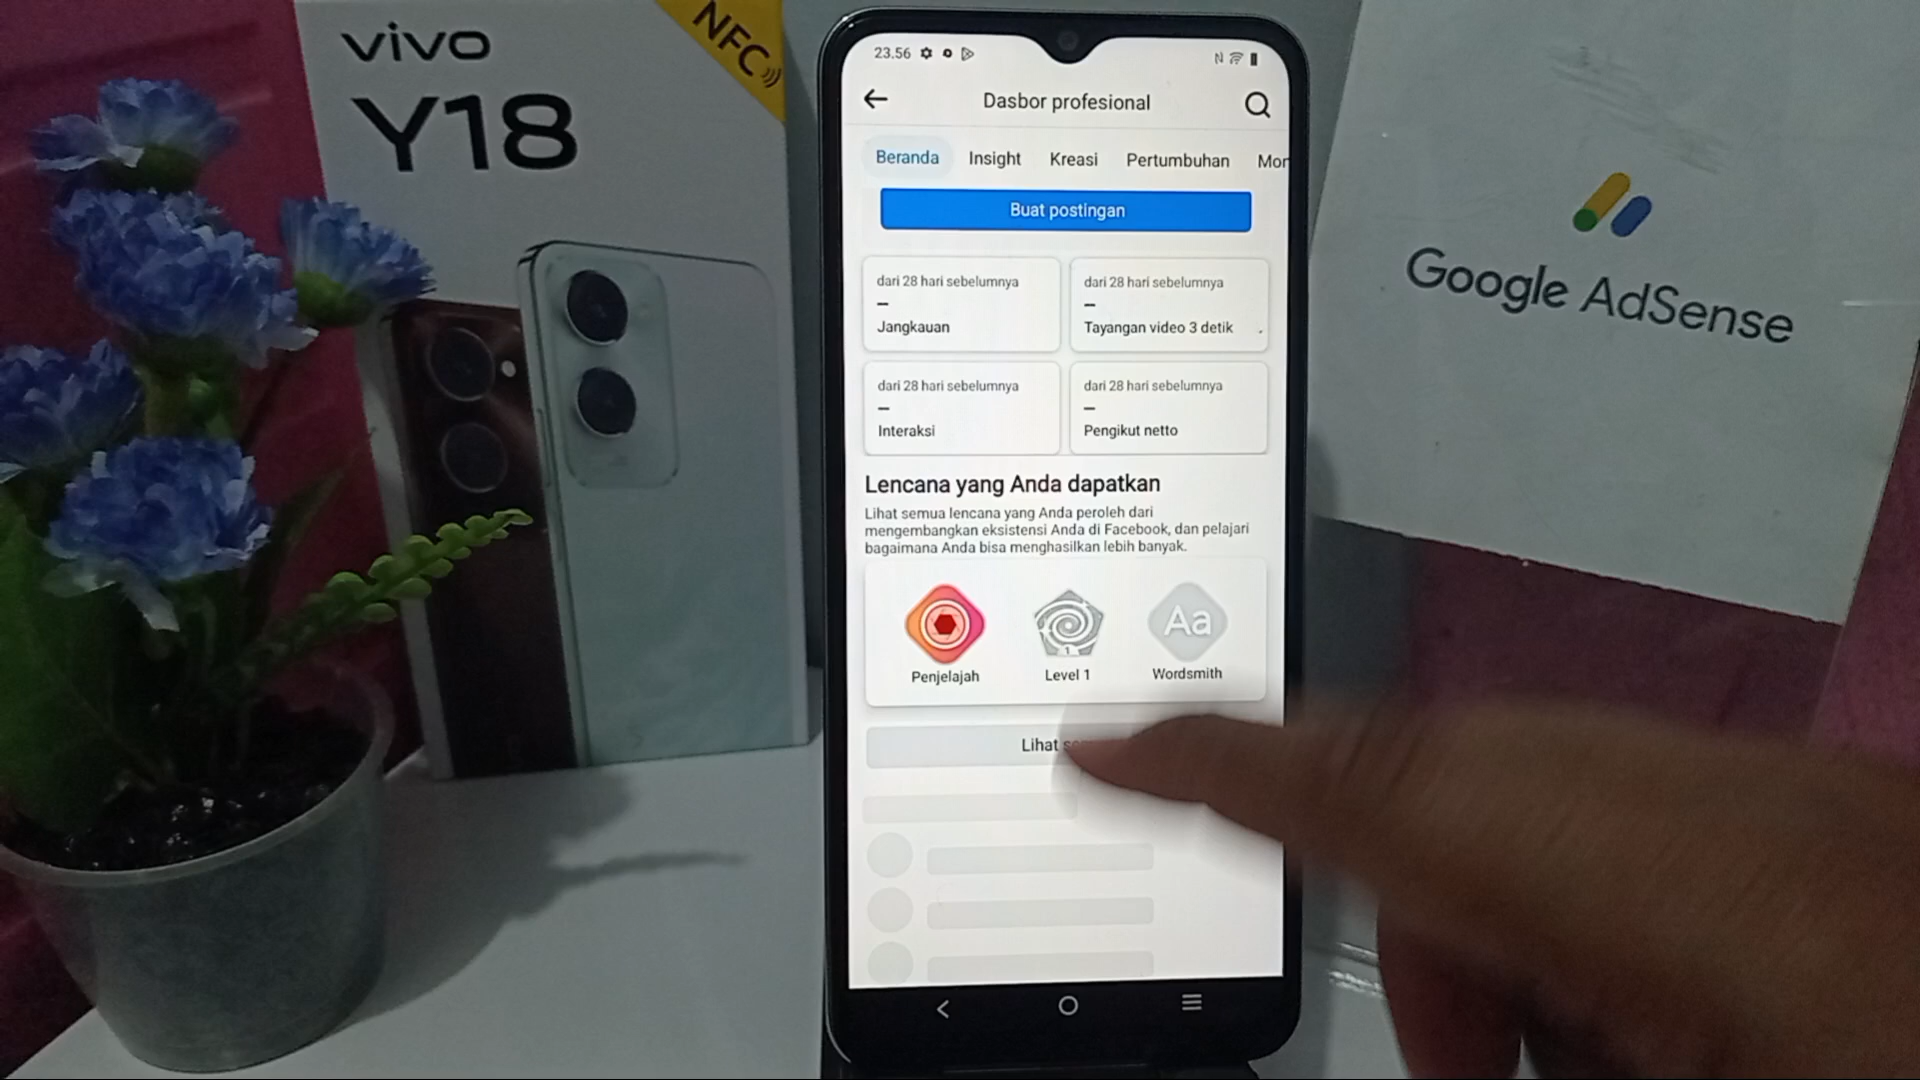 vivo
Y18
NFC
23.56
Dasbor profesional
Beranda Insight Kreasi Pertumbuhan Mon
Buat postingan
dari 28 hari sebelumnya
–
Jangkauan
dari 28 hari sebelumnya
–
Tayangan video 3 detik
dari 28 hari sebelumnya
–
Interaksi
dari 28 hari sebelumnya
–
Pengikut netto
Lencana yang Anda dapatkan
Lihat semua lencana yang Anda peroleh dari
mengembangkan eksistensi Anda di Facebook, dan pelajari
bagaimana Anda bisa menghasilkan lebih banyak.
1
Aa
Penjelajah
Level 1
Wordsmith
Lihat
Google AdSense